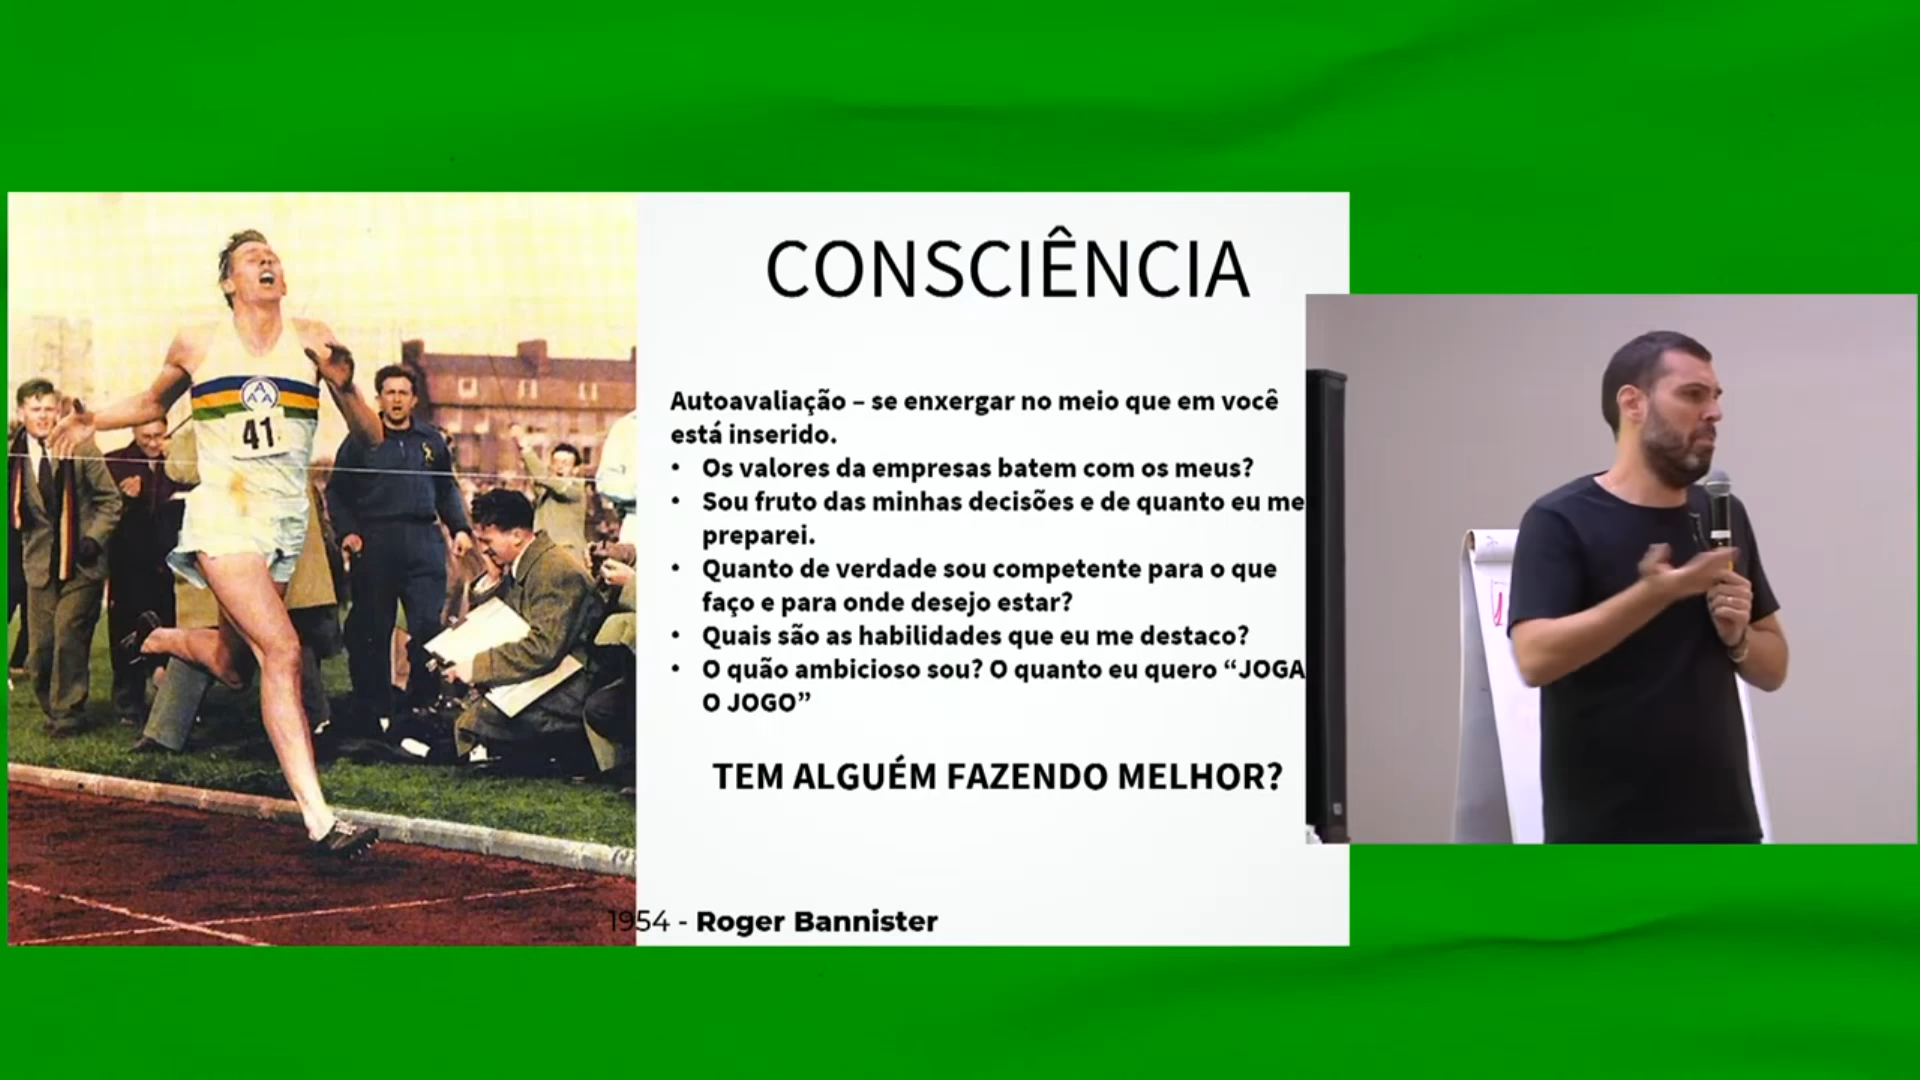 CONSCIÊNCIA
Autoavaliação – se enxergar no meio que em você
está inserido.
• Os valores da empresas batem com os meus?
• Sou fruto das minhas decisões e de quanto eu me
preparei.
• Quanto de verdade sou competente para o que
faço e para onde desejo estar?
• Quais são as habilidades que eu me destaco?
• O quão ambicioso sou? O quanto eu quero “JOGA
O JOGO”
TEM ALGUÉM FAZENDO MELHOR?
1954 - Roger Bannister
AAA
41